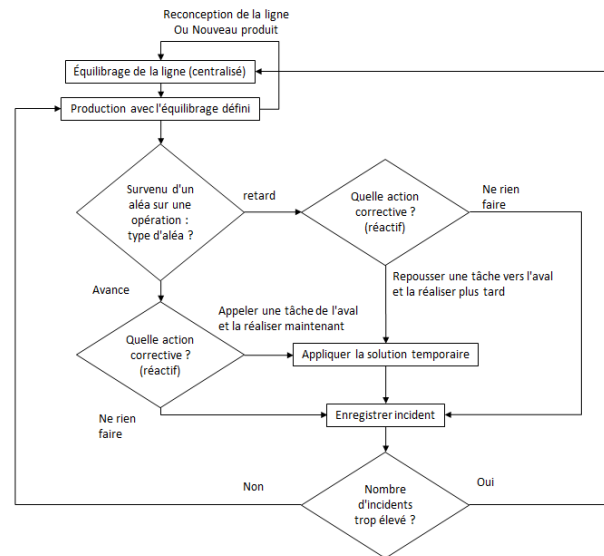 Reconception de la ligne
Ou Nouveau produit
Équilibrage de la ligne (centralisé)
Production avec l'équilibrage défini
Survenu d'un
aléa sur une
opération :
type d'aléa ?
retard
Quelle action
corrective ?
(réactif)
Ne rien
faire
Repousser une tâche vers l'aval
et la réaliser plus tard
Avance
Appeler une tâche de l'aval
et la réaliser maintenant
Quelle action
corrective ?
(réactif)
Appliquer la solution temporaire
Ne rien
faire
Enregistrer incident
Non
Nombre
d'incidents
trop élevé ?
Oui